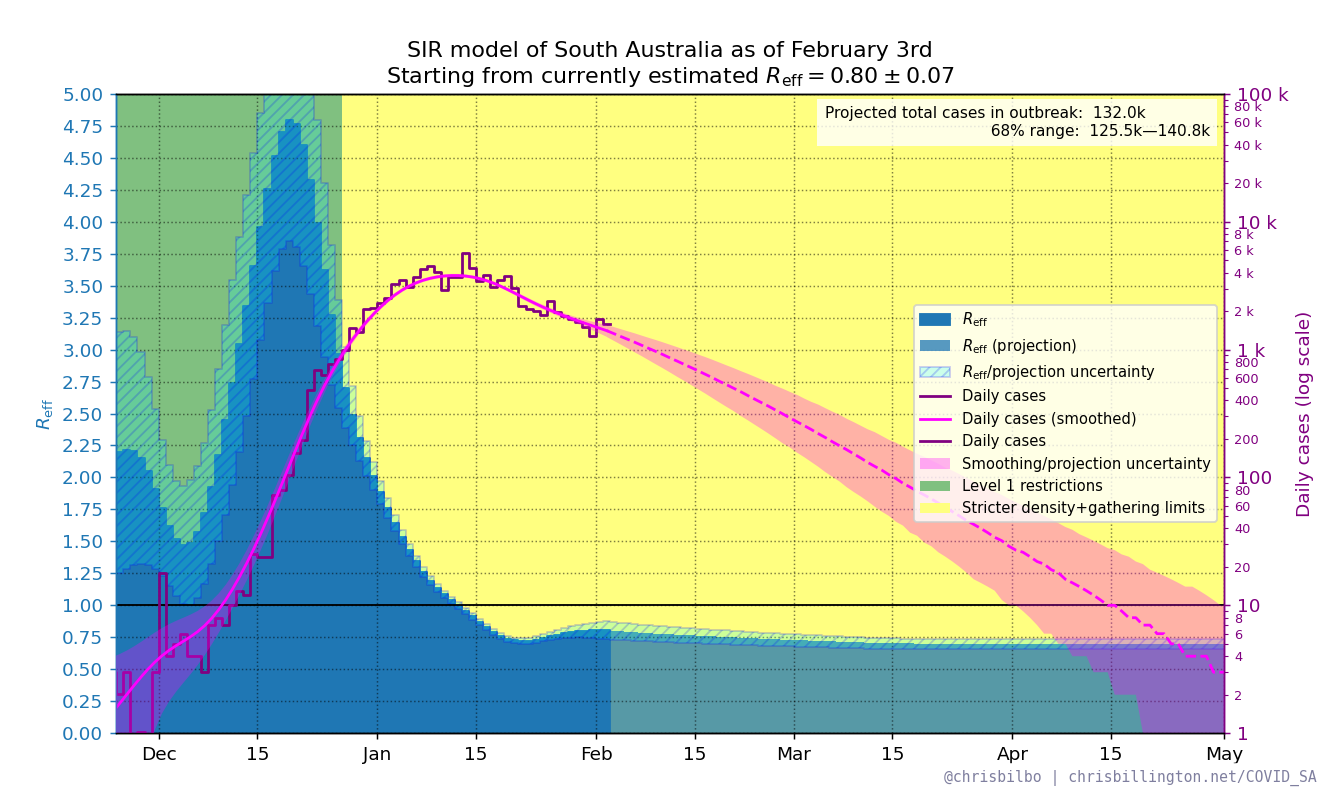 SIR model of South Australia as of February 3rd
Starting from currently estimated R_eff = 0.80 ± 0.07
Projected total cases in outbreak: 132.0k
68% range: 125.5k—140.8k
5.00
4.75
4.50
4.25
4.00
3.75
3.50
3.25
3.00
2.75
2.50
2.25
2.00
1.75
1.50
1.25
1.00
0.75
0.50
0.25
0.00
R_eff
100 k
80 k
60 k
40 k
20 k
10 k
8 k
6 k
4 k
2 k
1 k
800
600
400
200
100
80
60
40
20
10
8
6
4
2
1
Daily cases (log scale)
R_eff
R_eff (projection)
R_eff/projection uncertainty
Daily cases
Daily cases (smoothed)
Daily cases
Smoothing/projection uncertainty
Level 1 restrictions
Stricter density+gathering limits
Dec 15 Jan 15 Feb 15 Mar 15 Apr 15 May
@chrisbilbo | chrisbillington.net/COVID_SA